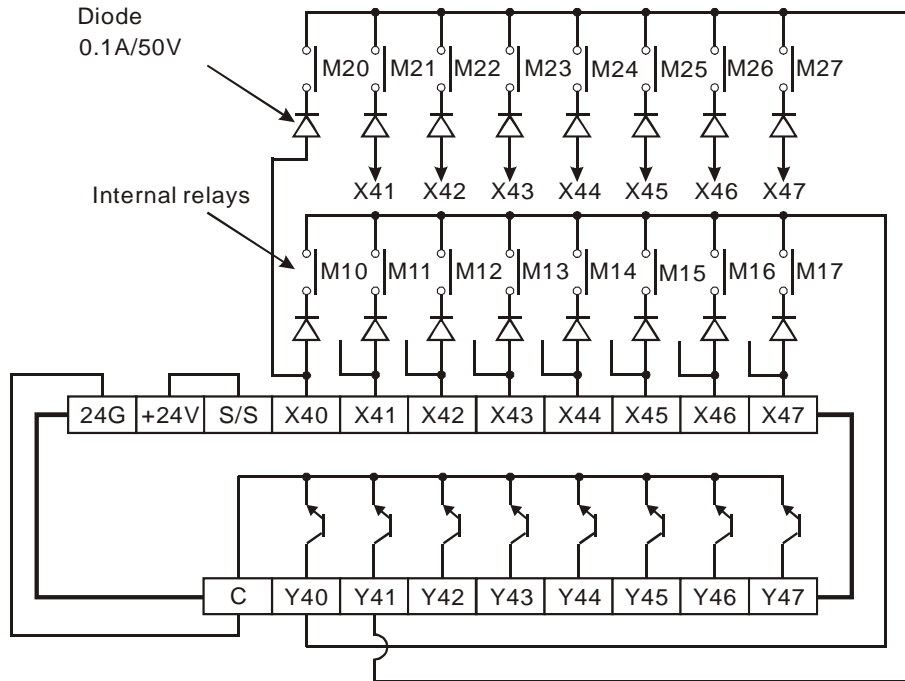 Diode
0.1A/50V
M20 M21 M22 M23 M24 M25 M26 M27
X41 X42 X43 X44 X45 X46 X47
Internal relays
M10 M11 M12 M13 M14 M15 M16 M17
24G +24V S/S X40 X41 X42 X43 X44 X45 X46 X47
C Y40 Y41 Y42 Y43 Y44 Y45 Y46 Y47